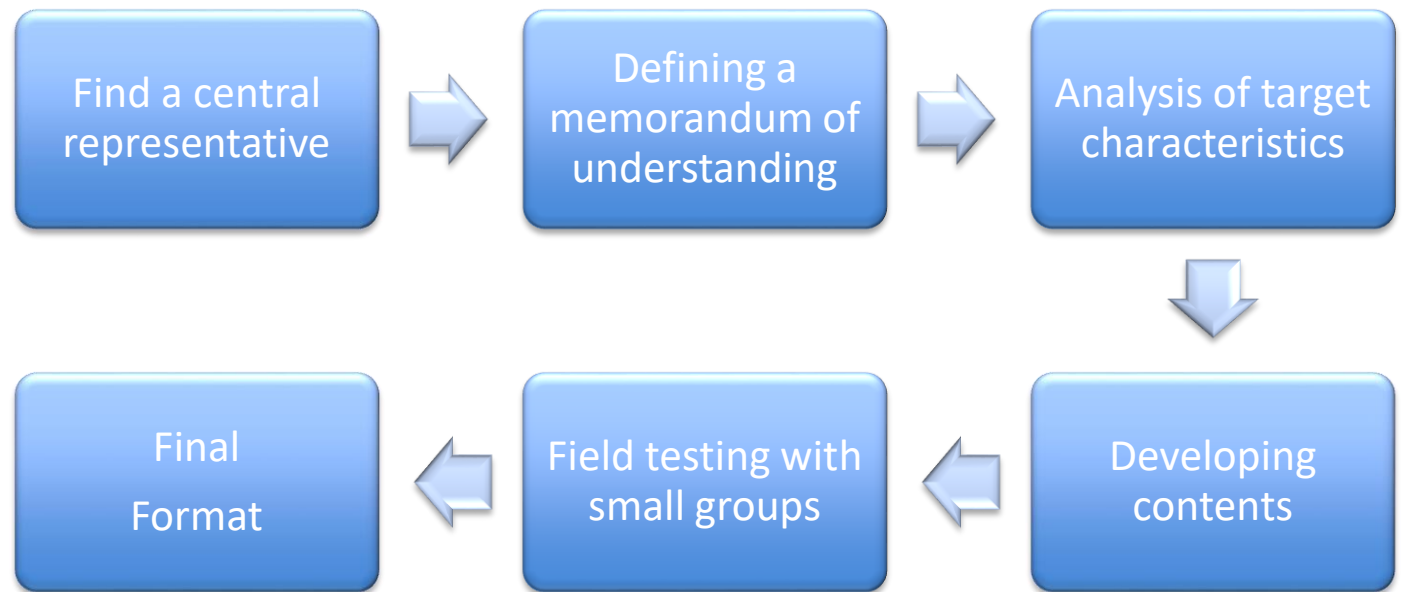 Find a central
representative
Defining a
memorandum of
understanding
Analysis of target
characteristics
Developing
contents
Field testing with
small groups
Final
Format